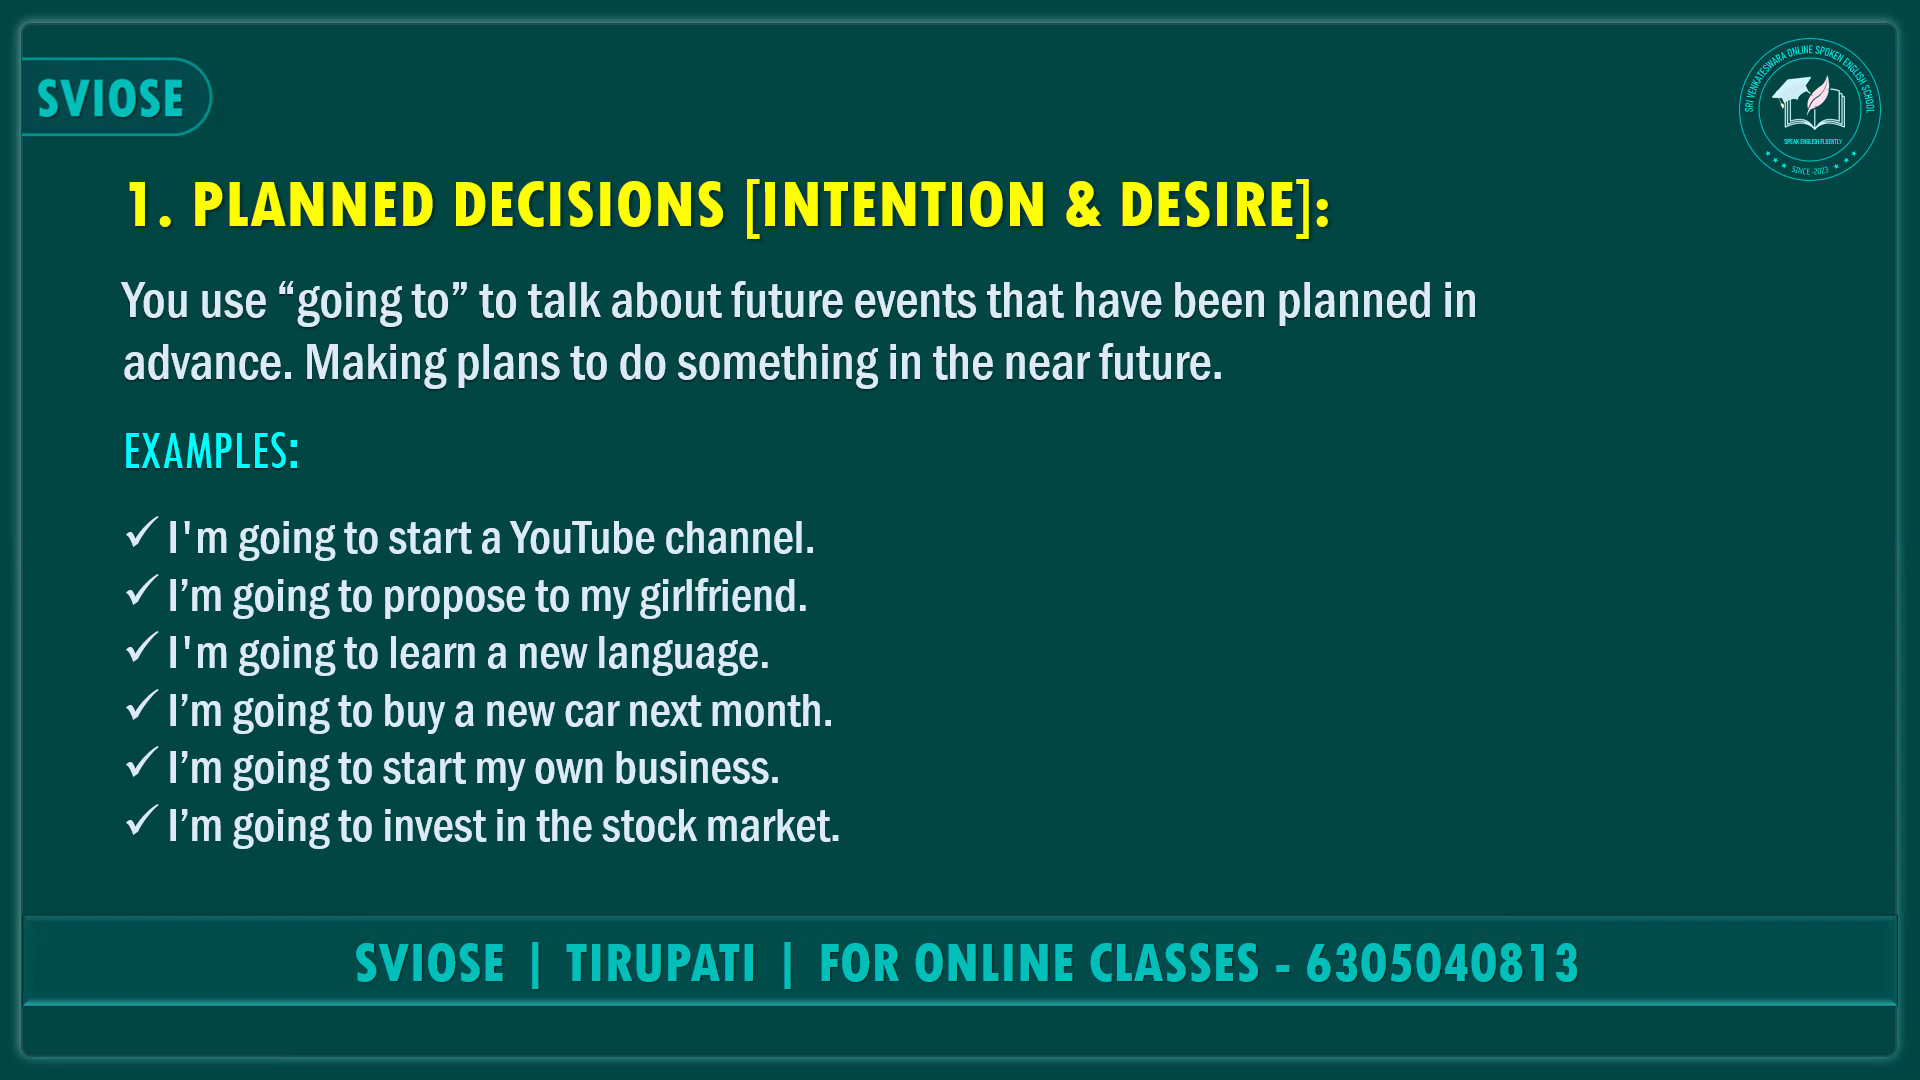 SVIOSE
SRI VENKATESWARA ONLINE SPOKEN ENGLISH SCHOOL
SPEAK ENGLISH FLUENTLY
SINCE -2023
1. PLANNED DECISIONS [INTENTION & DESIRE]:
You use “going to” to talk about future events that have been planned in
advance. Making plans to do something in the near future.
EXAMPLES:
✓ I'm going to start a YouTube channel.
✓ I’m going to propose to my girlfriend.
✓ I'm going to learn a new language.
✓ I’m going to buy a new car next month.
✓ I’m going to start my own business.
✓ I’m going to invest in the stock market.
SVIOSE | TIRUPATI | FOR ONLINE CLASSES - 6305040813